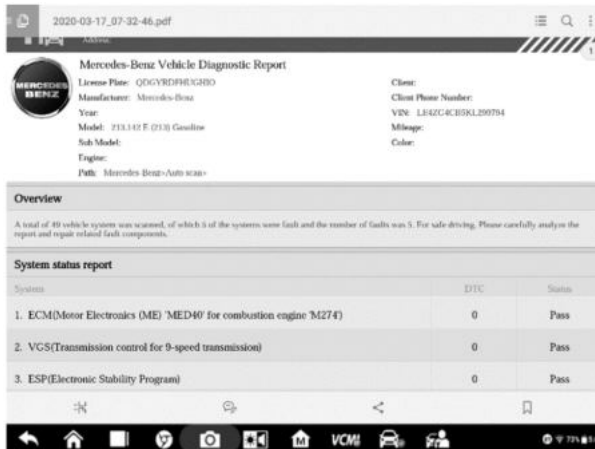 2020-03-17_07-32-46.pdf
Address:
1
MERCEDES
BENZ
Mercedes-Benz Vehicle Diagnostic Report
License Plate: QDGYRDFHUGHIO
Client:
Manufacturer: Mercedes-Benz
Client Phone Number:
Year:
VIN:
Model: 213.142 E (213) Gasoline
Mileage:
Sub Model:
Color:
Engine:
Path: Mercedes-Benz>Auto scan>
Overview
A total of 49 vehicle system was scanned, of which 5 of the systems were fault and the number of faults was 5. For safe driving, Please carefully analyze the
report and repair related fault components.
System status report
System DTC Status
1. ECM(Motor Electronics (ME) 'MED40' for combustion engine 'M274') 0 Pass
2. VGS(Transmission control for 9-speed transmission) 0 Pass
3. ESP(Electronic Stability Program) 0 Pass
M VCMI